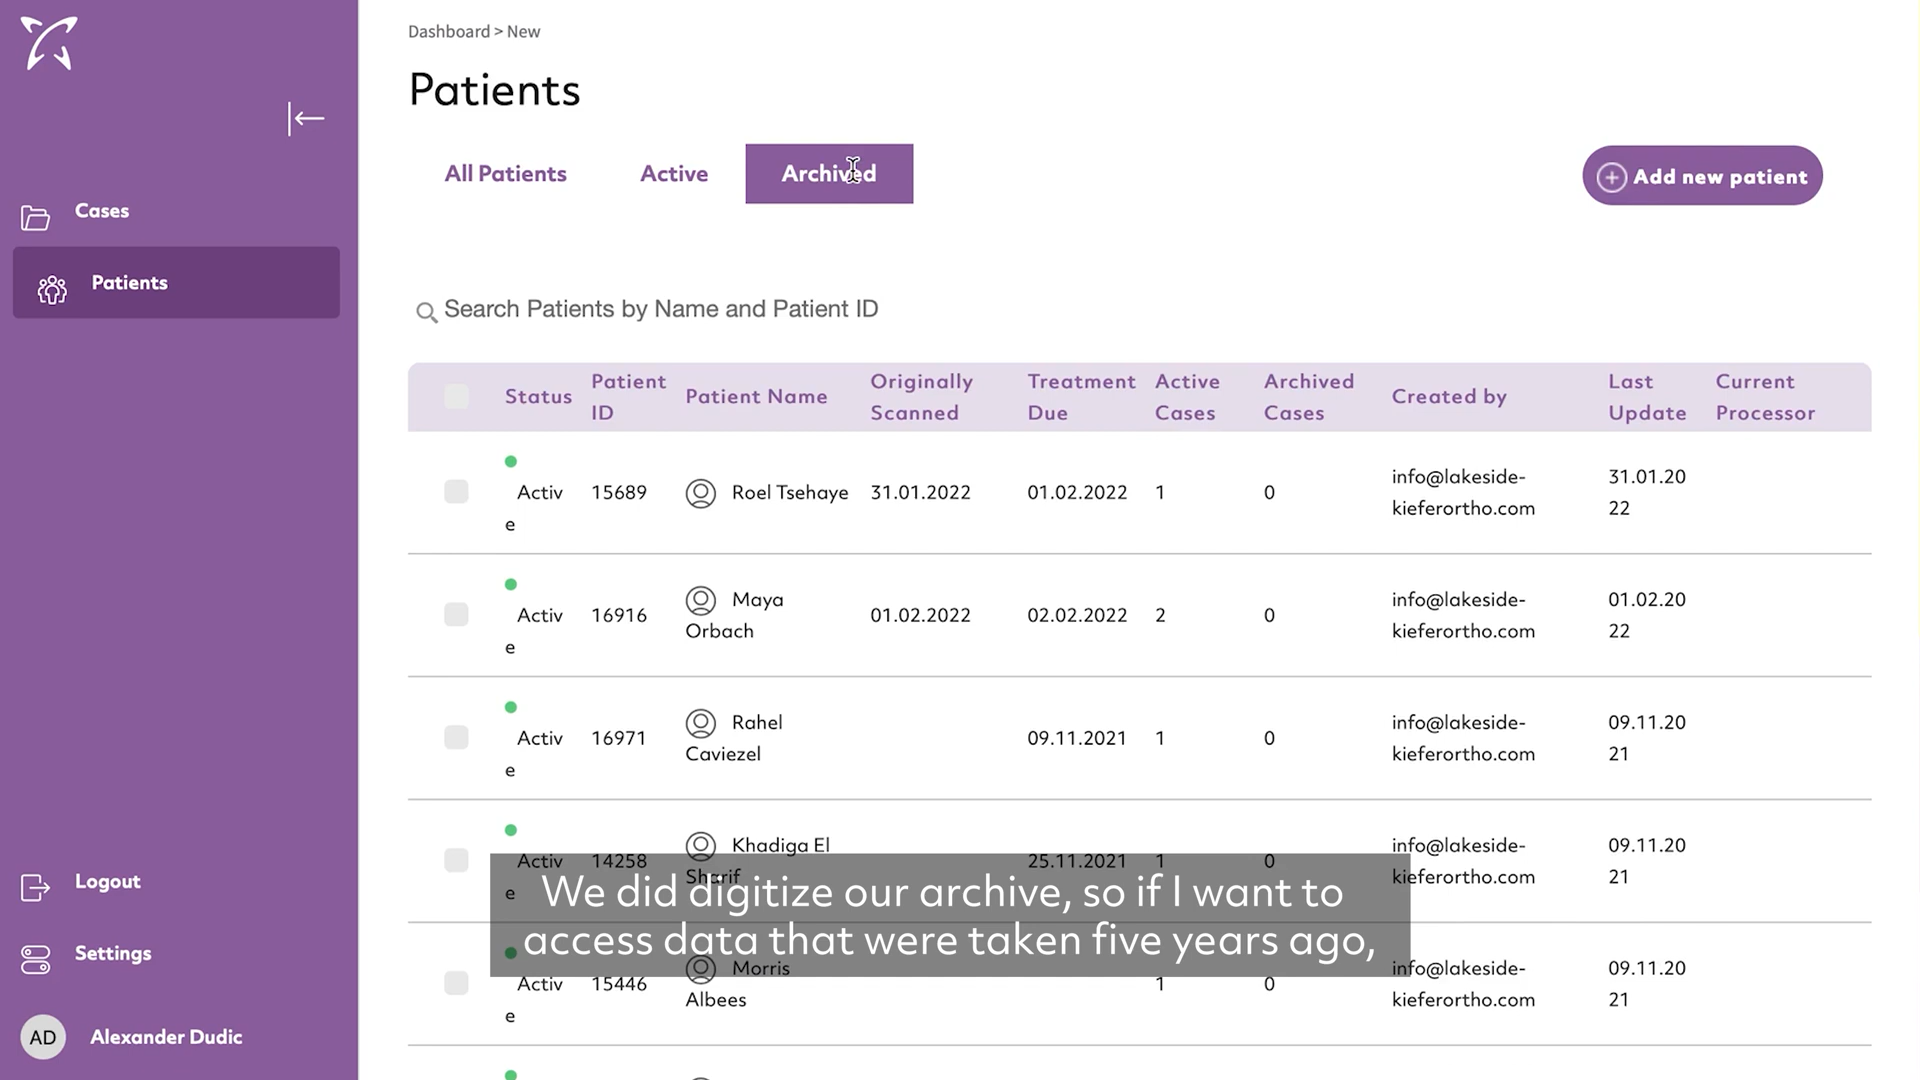 Dashboard > New
Patients
All Patients
Active
Archived
Add new patient
Cases
Patients
Search Patients by Name and Patient ID
Status
Patient
ID
Patient Name
Originally
Scanned
Treatment
Due
Active
Cases
Archived
Cases
Created by
Last
Update
Current
Processor
Activ
e
15689
Roel Tsehaye
31.01.2022
01.02.2022
1
0
info@lakeside-
kieferortho.com
31.01.20
22
Activ
e
16916
Maya
Orbach
01.02.2022
02.02.2022
2
0
info@lakeside-
kieferortho.com
01.02.20
22
Activ
e
16971
Rahel
Caviezel
09.11.2021
1
0
info@lakeside-
kieferortho.com
09.11.20
21
Activ
e
14258
Khadiga El
Sharif
25.11.2021
1
0
info@lakeside-
kieferortho.com
09.11.20
21
Activ
e
15446
Morris
Albees
1
0
info@lakeside-
kieferortho.com
09.11.20
21
We did digitize our archive, so if I want to
access data that were taken five years ago,
Logout
Settings
AD
Alexander Dudic